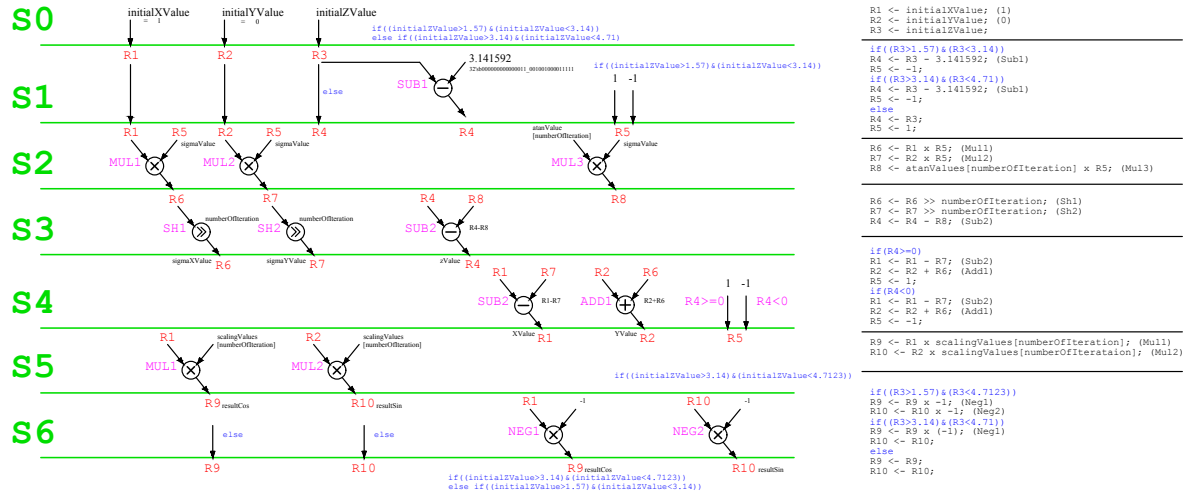 S0
initialXValue
= 1
initialYValue
= 0
initialZValue
if((initialZValue>1.57)&(initialZValue<3.14))
else if((initialZValue>3.14)&(initialZValue<4.71)
R1
R2
R3
S1
else
SUB1
3.141592
if((initialZValue>1.57)&(initialZValue<3.14))
1 -1
R1 R5
sigmaValue
R2 R5
sigmaValue
R4
R4
atanValue
[numberOfIteration]
R5
sigmaValue
S2
MUL1
MUL2
MUL3
R6
R7
R4 R8
R8
S3
SH1
numberOfIteration
SH2
numberOfIteration
SUB2
R4-R8
sigmaXValue
R6
sigmaYValue
R7
zValue
R4
R1 R7
R2 R6
S4
SUB2
R1-R7
ADD1
R2+R6
R4>=0
1 -1
R4<0
XValue
R1
YValue
R2
R5
R1
scalingValues
[numberOfIteration]
R2
scalingValues
[numberOfIteration]
S5
MUL1
MUL2
if((initialZValue>3.14)&(initialZValue<4.7123))
R9 resultCos
R10 resultSin
R1 -1
R10 -1
S6
else
else
NEG1
NEG2
R9
R10
R9 resultCos
R10 resultSin
if((initialZValue>3.14)&(initialZValue<4.7123))
else if((initialZValue>1.57)&(initialZValue<3.14))
R1 <- initialXValue; (1)
R2 <- initialYValue; (0)
R3 <- initialZValue;
if((R3>1.57)&(R3<3.14))
R4 <- R3 - 3.141592; (Sub1)
R5 <- -1;
if((R3>3.14)&(R3<4.71)
R4 <- R3 - 3.141592; (Sub1)
R5 <- -1;
else
R4 <- R3;
R5 <- 1;
R6 <- R1 x R5; (Mul1)
R7 <- R2 x R5; (Mul2)
R8 <- atanValues[numberOfIteration] x R5; (Mul3)
R6 <- R6 >> numberOfIteration; (Sh1)
R7 <- R7 >> numberOfIteration; (Sh2)
R4 <- R4 - R8; (Sub2)
if(R4>=0)
R1 <- R1 - R7; (Sub2)
R2 <- R2 + R6; (Add1)
R5 <- 1;
if(R4<0)
R1 <- R1 - R7; (Sub2)
R2 <- R2 + R6; (Add1)
R5 <- -1;
R9 <- R1 x scalingValues[numberOfIteration]; (Mul1)
R10 <- R2 x scalingValues[numberOfIterataion]; (Mul2)
if((R3>1.57)&(R3<4.7123))
R9 <- R9 x -1; (Neg1)
R10 <- R10 x -1; (Neg2)
if((R3>3.14)&(R3<4.71))
R9 <- R9 x (-1); (Neg1)
R10 <- R10;
else
R9 <- R9;
R10 <- R10;